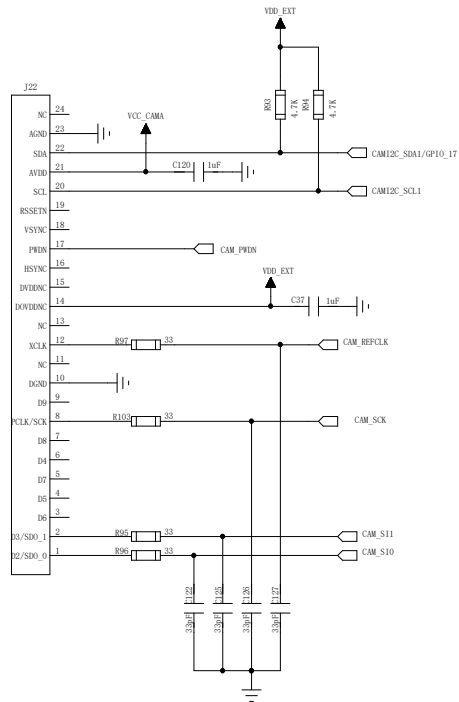 VDD_EXT
J22
R93
4.7K
R94
4.7K
NC 24
VCC_CAMA
AGND 23
SDA 22
CAMI2C_SDA1/GPIO_17
AVDD 21
C120 1uF
SCL 20
CAMI2C_SCL1
RSSETN 19
VSYNC 18
PWDN 17
CAM_PWDN
HSYNC 16
VDD_EXT
DVDDNC 15
DOVDDNC 14
C37 1uF
NC 13
XCLK 12
R97 33
CAM_REFCLK
NC 11
DGND 10
D9 9
PCLK/SCK 8
R103 33
CAM_SCK
D8 7
D4 6
D7 5
D5 4
D6 3
D3/SDO_1 2
R95 33
CAM_SI1
D2/SDO_0 1
R96 33
CAM_SI0
C122
33pF
C125
33pF
C126
33pF
C127
33pF